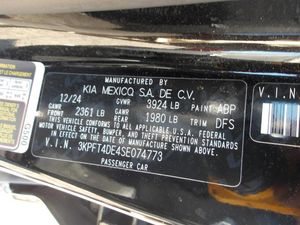 MANUFACTURED BY
KIA MEXICO, S.A. DE C.V.
12/24 GVWR 3924 LB PAINT: ABP
GAWR FRT 2361 LB GAWR RR 1980 LB TRIM DFS
THIS VEHICLE CONFORMS TO ALL APPLICABLE U.S. FEDERAL
MOTOR VEHICLE SAFETY, BUMPER, AND THEFT PREVENTION
STANDARDS IN EFFECT ON THE DATE OF MANUFACTURE
SHOWN ABOVE.
V.I.N. 3KPFT4DE4SE074773
PASSENGER CAR
V.I.N.